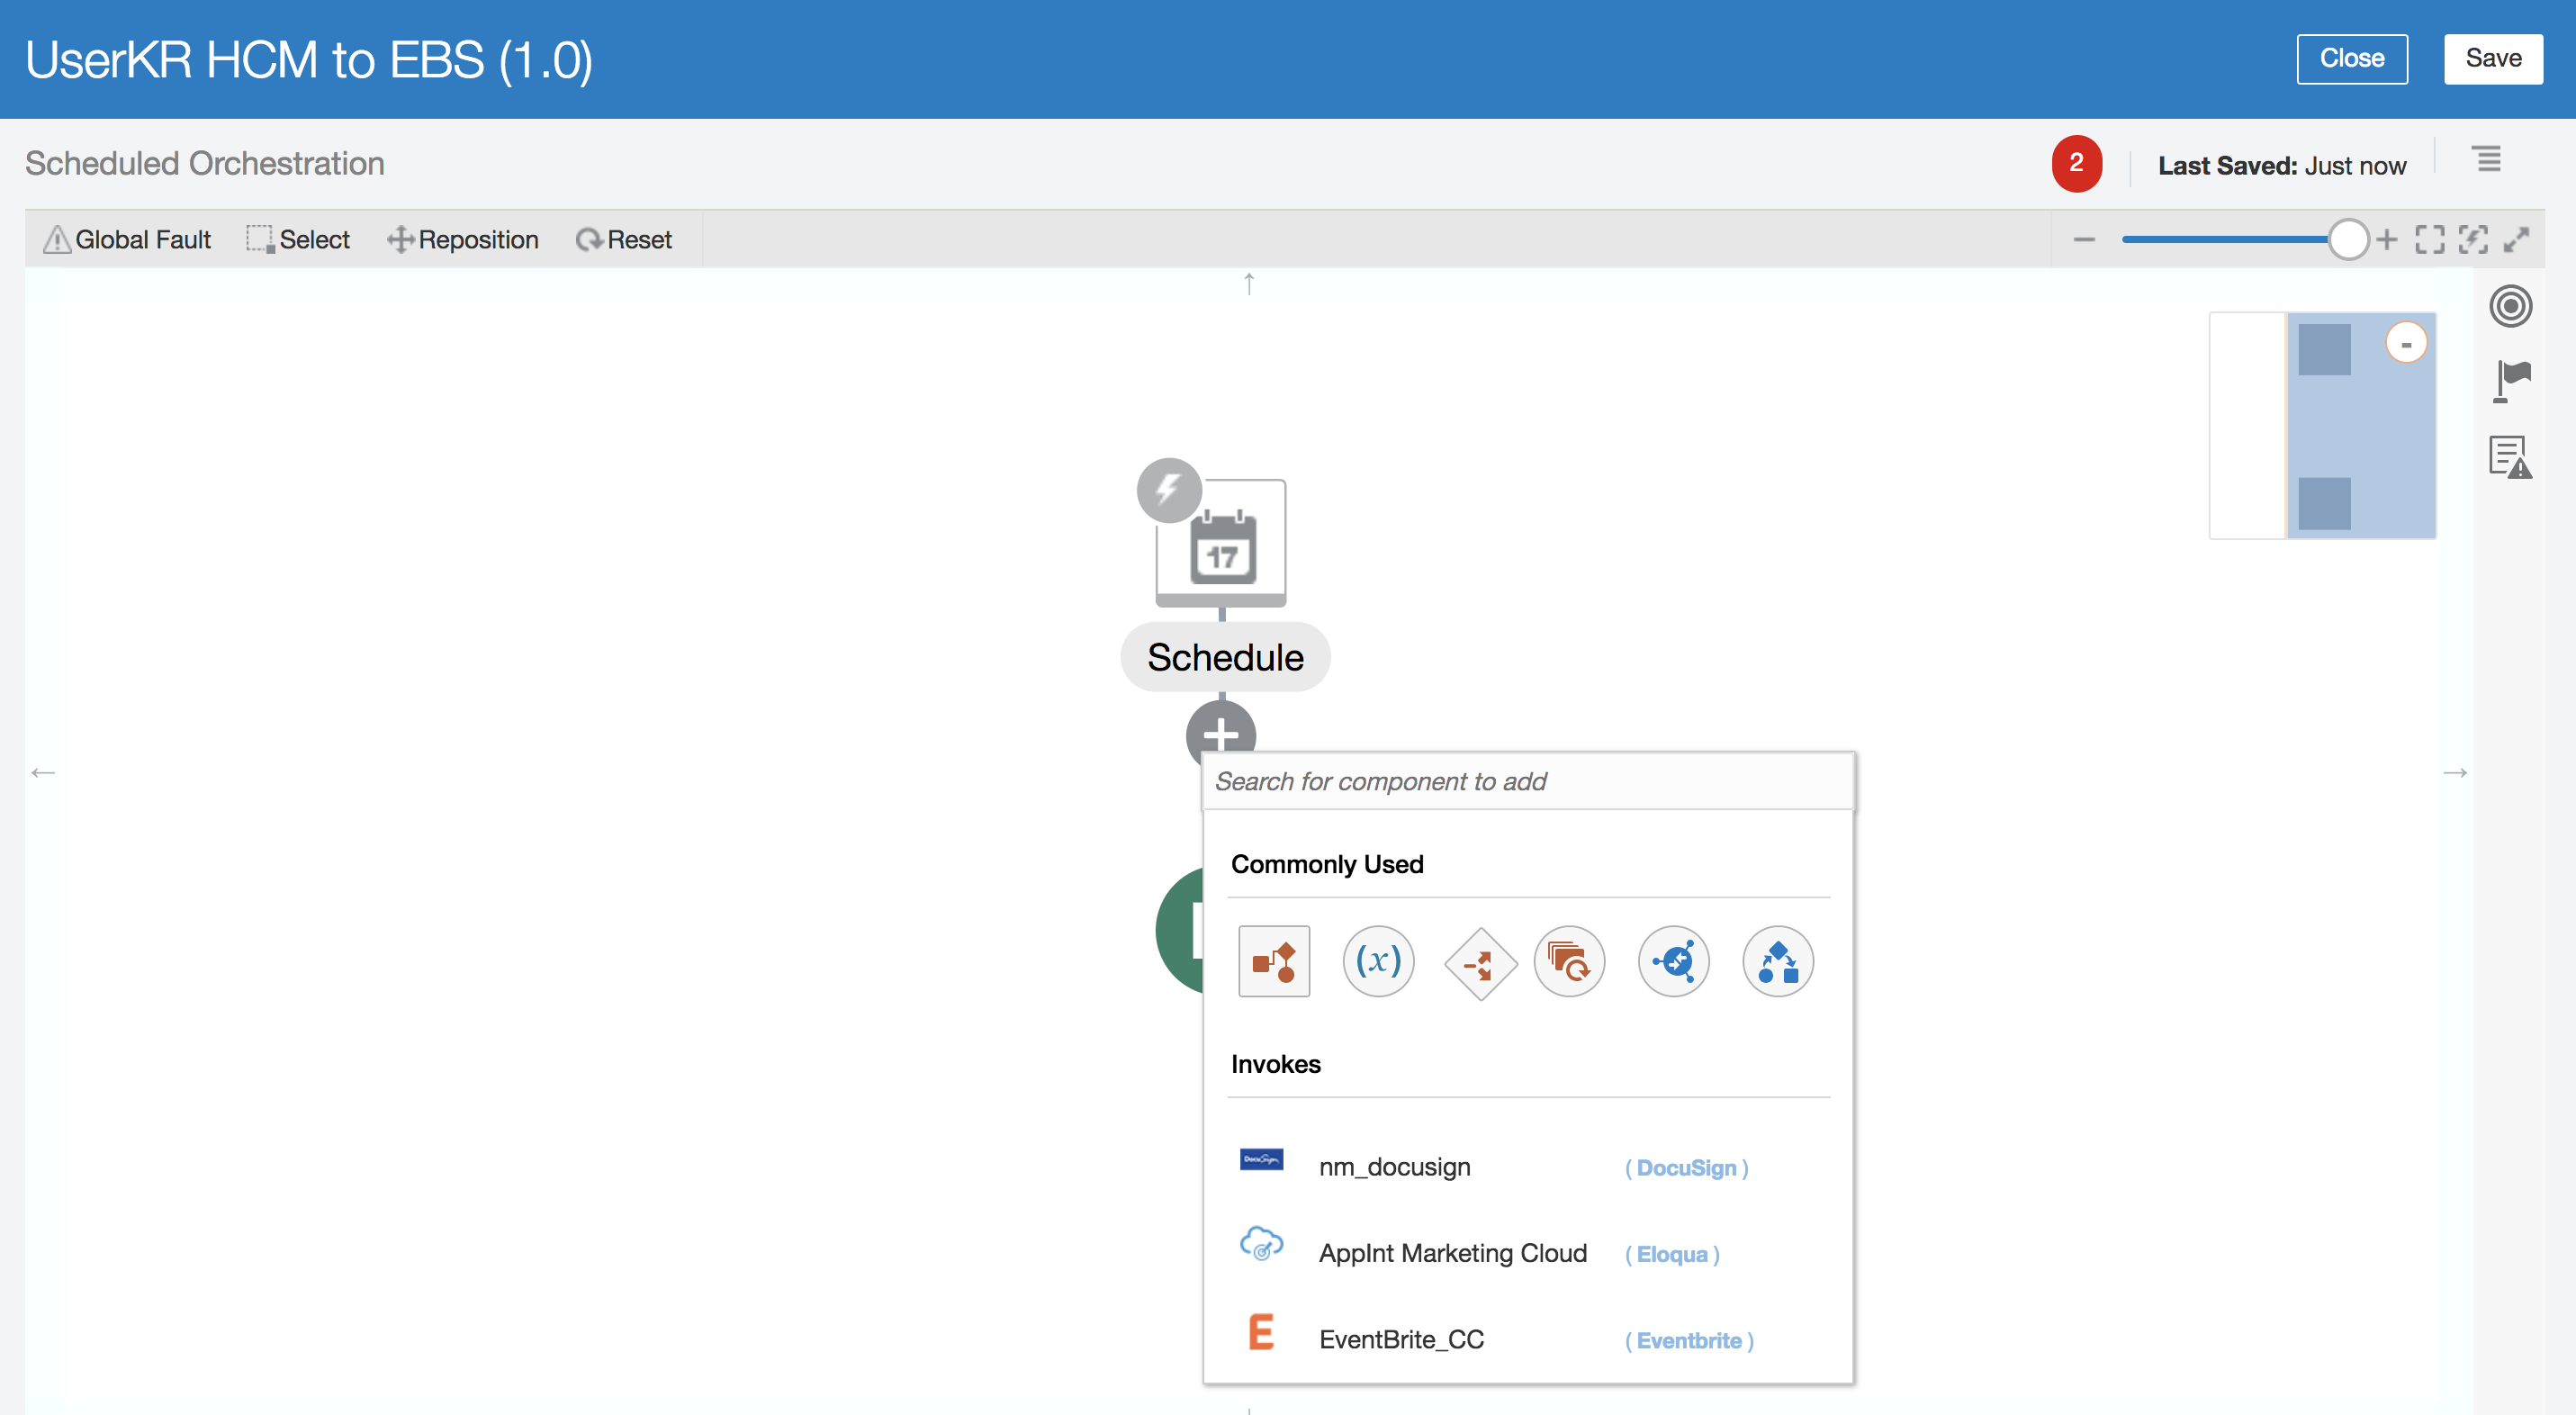 UserKR HCM to EBS (1.0)
Close
Save
Scheduled Orchestration
2
Last Saved: Just now
Global Fault
Select
Reposition
Reset
17
Schedule
Search for component to add
Commonly Used
(x)
Invokes
DocuSign
nm_docusign
( DocuSign )
AppInt Marketing Cloud
( Eloqua )
E
EventBrite_CC
( Eventbrite )